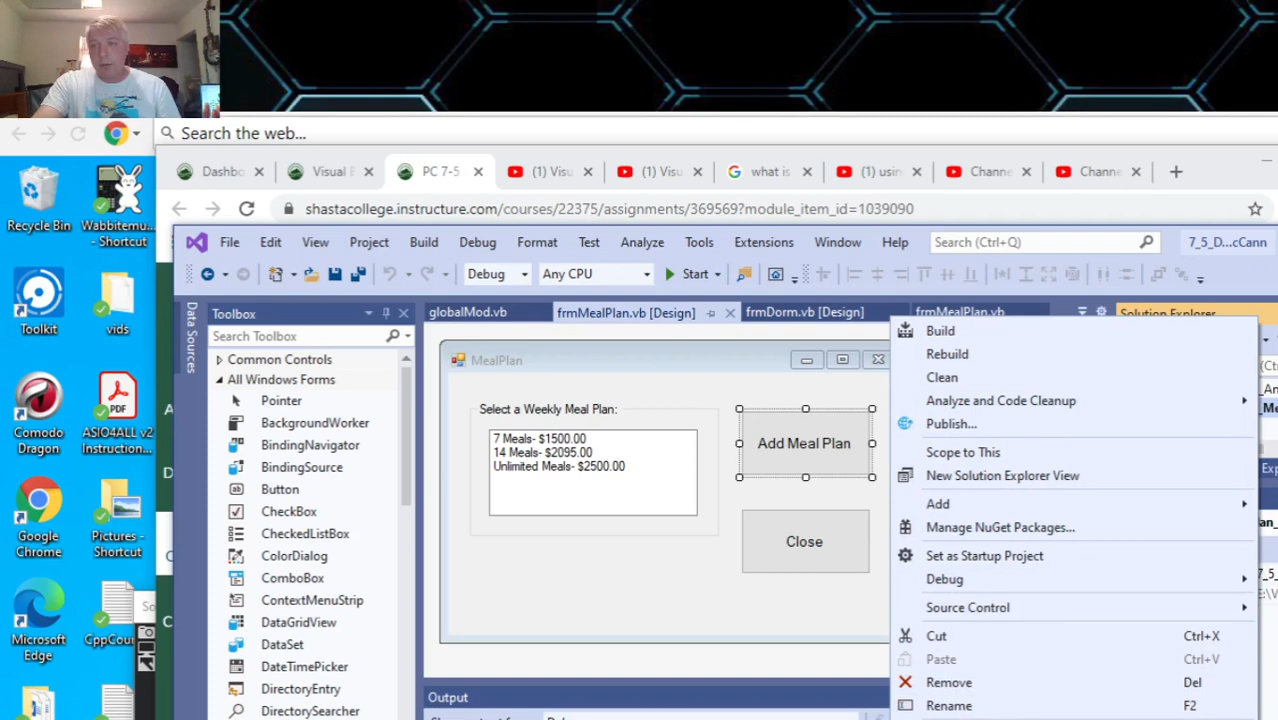 Search the web...
Dashbo
Visual B
PC 7-5
(1) Visu
(1) Visu
what is
(1) usin
Channe
Channe
shastacollege.instructure.com/courses/22375/assignments/369569?module_item_id=1039090
File Edit View Project Build Debug Format Test Analyze Tools Extensions Window Help Search (Ctrl+Q) 7_5_D...cCann
Debug Any CPU Start
Data Sources
Toolbox
globalMod.vb frmMealPlan.vb [Design] frmDorm.vb [Design] frmMealPlan.vb Solution Explorer
Search Toolbox
Common Controls
All Windows Forms
Pointer
BackgroundWorker
BindingNavigator
BindingSource
Button
CheckBox
CheckedListBox
ColorDialog
ComboBox
ContextMenuStrip
DataGridView
DataSet
DateTimePicker
DirectoryEntry
DirectorySearcher
MealPlan
Select a Weekly Meal Plan:
7 Meals- $1500.00
14 Meals- $2095.00
Unlimited Meals- $2500.00
Add Meal Plan
Close
Output
Build
Rebuild
Clean
Analyze and Code Cleanup
Publish...
Scope to This
New Solution Explorer View
Add
Manage NuGet Packages...
Set as Startup Project
Debug
Source Control
Cut Ctrl+X
Paste Ctrl+V
Remove Del
Rename F2
Recycle Bin
Wabbitemu... - Shortcut
Toolkit
vids
Comodo Dragon
ASIO4ALL v2 Instruction...
Google Chrome
Pictures - Shortcut
Microsoft Edge
CppCour